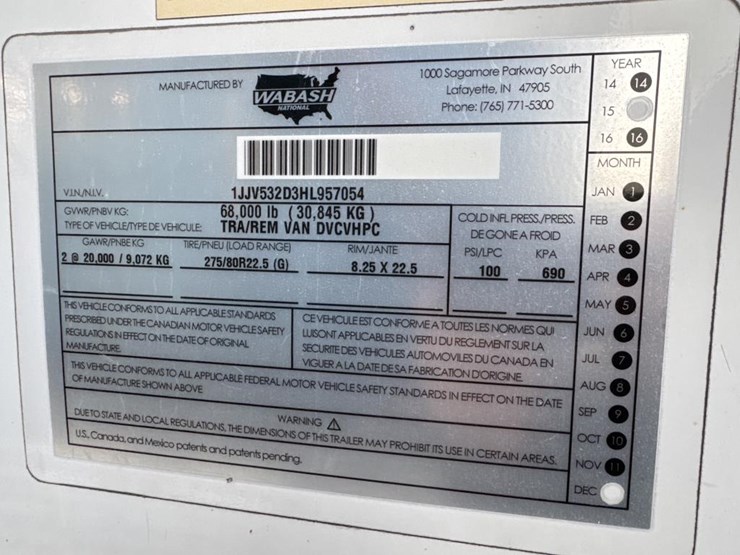 MANUFACTURED BY
WABASH
NATIONAL
1000 Sagamore Parkway South
Lafayette, IN 47905
Phone: (765) 771-5300
V.I.N./N.I.V. 1JJV532D3HL957054
GVWR/PNBV KG: 68,000 lb (30,845 KG)
TYPE OF VEHICLE/TYPE DE VEHICULE: TRA/REM VAN DVCVHPC
GAWR/PNBE KG TIRE/PNEU (LOAD RANGE) RIM/JANTE
2 @ 20,000 / 9,072 KG 275/80R22.5 (G) 8.25 X 22.5
COLD INFL PRESS./PRESS.
DE GONE A FROID
PSI/LPC KPA
100 690
THIS VEHICLE CONFORMS TO ALL APPLICABLE STANDARDS
PRESCRIBED UNDER THE CANADIAN MOTOR VEHICLE SAFETY
REGULATIONS IN EFFECT ON THE DATE OF ORIGINAL
MANUFACTURE.
CE VEHICULE EST CONFORME A TOUTES LES NORMES QUI
LUISONT APPLICABLES EN VERTU DU REGLEMENT SUR LA
SECURITE DES VEHICULES AUTOMOVILES DU CANADA EN
VIGUER A LA DATE DE SA FABRICATION D'ORIGINE.
THIS VEHICLE CONFORMS TO ALL APPLICABLE FEDERAL MOTOR VEHICLE SAFETY STANDARDS IN EFFECT ON THE DATE
OF MANUFACTURE SHOWN ABOVE
WARNING
DUE TO STATE AND LOCAL REGULATIONS, THE DIMENSIONS OF THIS TRAILER MAY PROHIBIT ITS USE IN CERTAIN AREAS.
U.S., Canada, and Mexico patents and patents pending.
YEAR
14 14
15
16 16
MONTH
JAN 1
FEB 2
MAR 3
APR 4
MAY 5
JUN 6
JUL 7
AUG 8
SEP 9
OCT 10
NOV 11
DEC